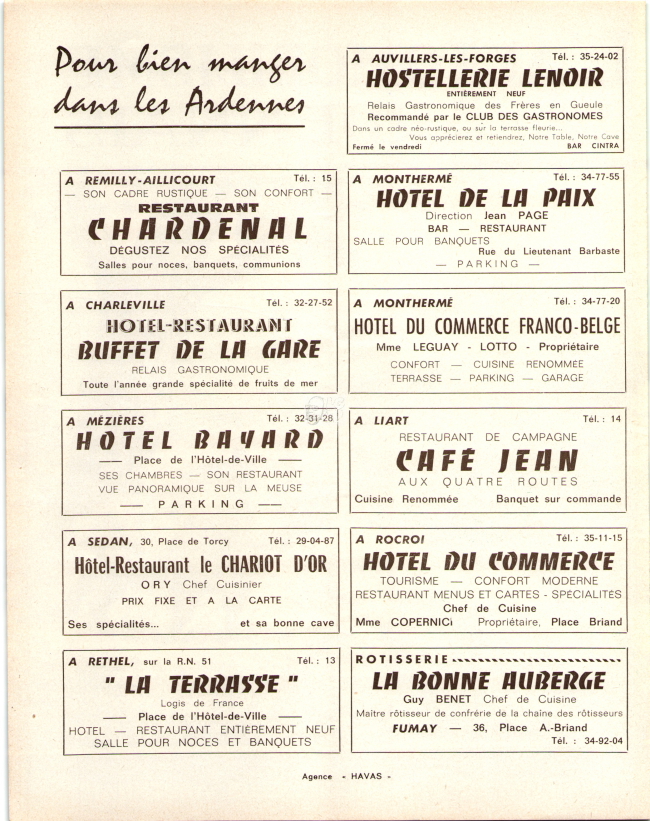 Pour bien manger
dans les Ardennes
A AUVILLERS-LES-FORGES Tél. : 35-24-02
HOSTELLERIE LENOIR
ENTIÈREMENT NEUF
Relais Gastronomique des Frères en Gueule
Recommandé par le CLUB DES GASTRONOMES
Dans un cadre néo-rustique, ou sur la terrasse fleurie...
Vous apprécierez et retiendrez, Notre Table, Notre Cave
Fermé le vendredi BAR CINTRA
A REMILLY-AILLICOURT Tél. : 15
— SON CADRE RUSTIQUE — SON CONFORT —
RESTAURANT
CHARDENAL
DÉGUSTEZ NOS SPÉCIALITÉS
Salles pour noces, banquets, communions
A MONTHERMÉ Tél. : 34-77-55
HOTEL DE LA PAIX
Direction Jean PAGE
BAR — RESTAURANT
SALLE POUR BANQUETS
Rue du Lieutenant Barbaste
— PARKING —
A CHARLEVILLE Tél. : 32-27-52
HOTEL-RESTAURANT
BUFFET DE LA GARE
RELAIS GASTRONOMIQUE
Toute l'année grande spécialité de fruits de mer
A MONTHERMÉ Tél. : 34-77-20
HOTEL DU COMMERCE FRANCO-BELGE
Mme LEGUAY - LOTTO - Propriétaire
CONFORT — CUISINE RENOMMÉE
TERRASSE — PARKING — GARAGE
A MÉZIÈRES Tél. : 32-31-28
HOTEL BAYARD
— Place de l'Hôtel-de-Ville —
SES CHAMBRES — SON RESTAURANT
VUE PANORAMIQUE SUR LA MEUSE
— PARKING —
A LIART Tél. : 14
RESTAURANT DE CAMPAGNE
CAFÉ JEAN
AUX QUATRE ROUTES
Cuisine Renommée Banquet sur commande
A SEDAN, 30, Place de Torcy Tél. : 29-04-87
Hôtel-Restaurant le CHARIOT D'OR
ORY Chef Cuisinier
PRIX FIXE ET A LA CARTE
Ses spécialités... et sa bonne cave
A ROCROI Tél. : 35-11-15
HOTEL DU COMMERCE
TOURISME — CONFORT MODERNE
RESTAURANT MENUS ET CARTES - SPÉCIALITÉS
Chef de Cuisine
Mme COPERNICI Propriétaire, Place Briand
A RETHEL, sur la R.N. 51 Tél. : 13
" LA TERRASSE "
Logis de France
— Place de l'Hôtel-de-Ville —
HOTEL — RESTAURANT ENTIÈREMENT NEUF
SALLE POUR NOCES ET BANQUETS
ROTISSERIE
LA BONNE AUBERGE
Guy BENET Chef de Cuisine
Maître rôtisseur de confrérie de la chaîne des rôtisseurs
FUMAY — 36, Place A.-Briand
Tél. : 34-92-04
Agence - HAVAS -